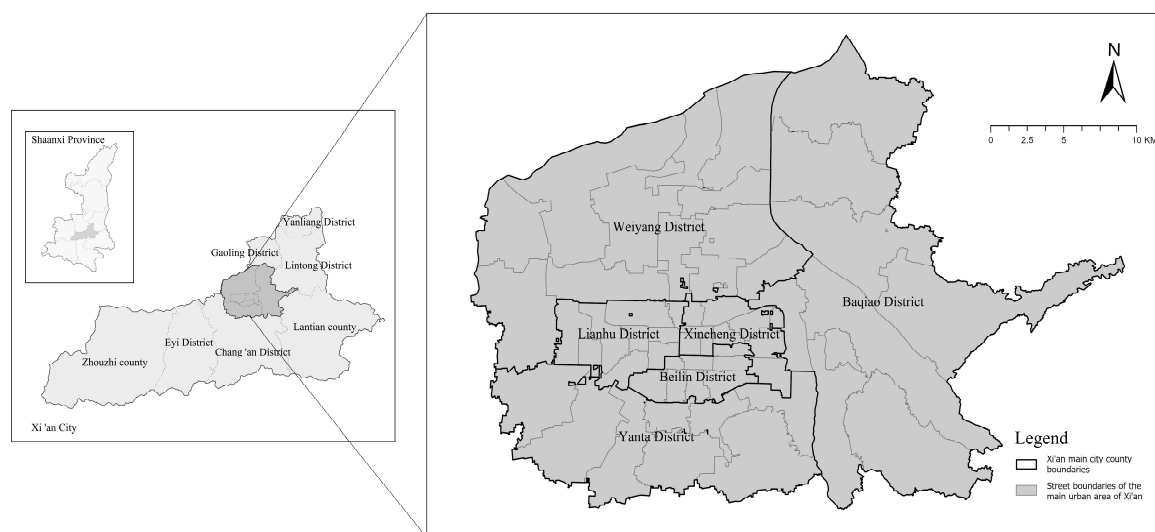 Shaanxi Province
Yanliang District
Gaoling District
Lintong District
Lantian county
Eyi District
Chang 'an District
Zhouzhi county
Xi 'an City
N
0 2.5 5 10 KM
Weiyang District
Baqiao District
Lianhu District
Xincheng District
Beilin District
Yanta District
Legend
Xi'an main city county
boundaries
Street boundaries of the
main urban area of Xi'an